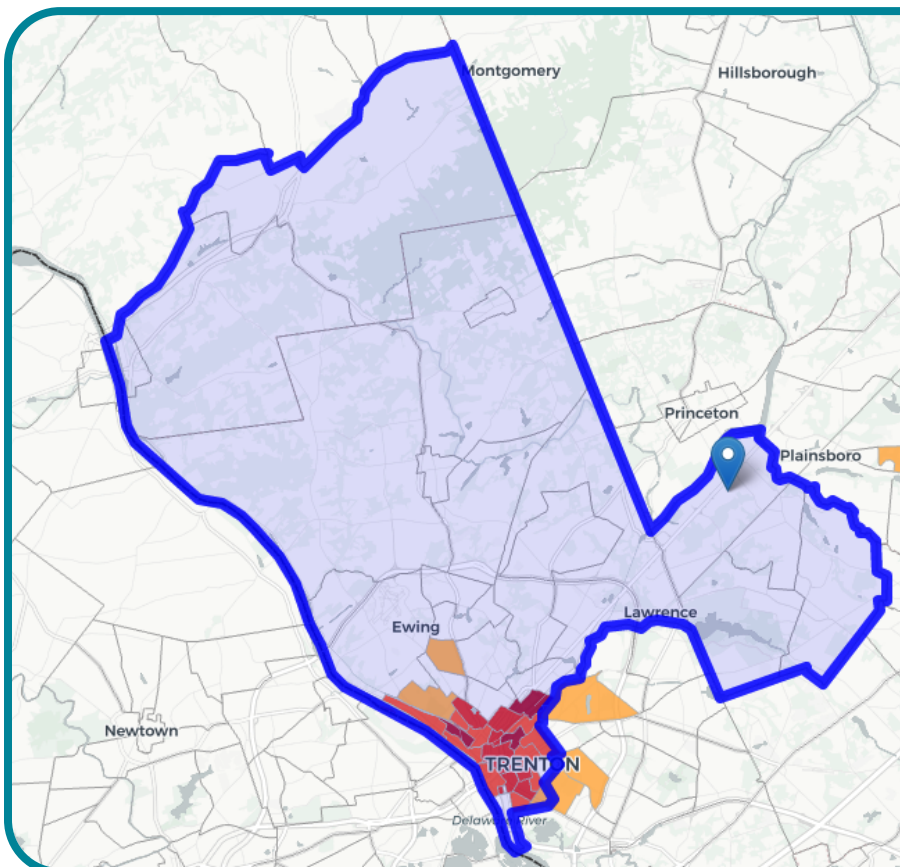 Montgomery
Hillsborough
Princeton
Plainsboro
Lawrence
Ewing
Newtown
TRENTON
Delaware River